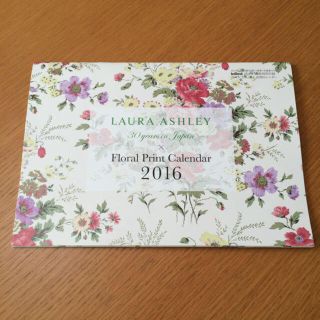 LAURA ASHLEY
30 years in Japan
×
Floral Print Calendar
2016